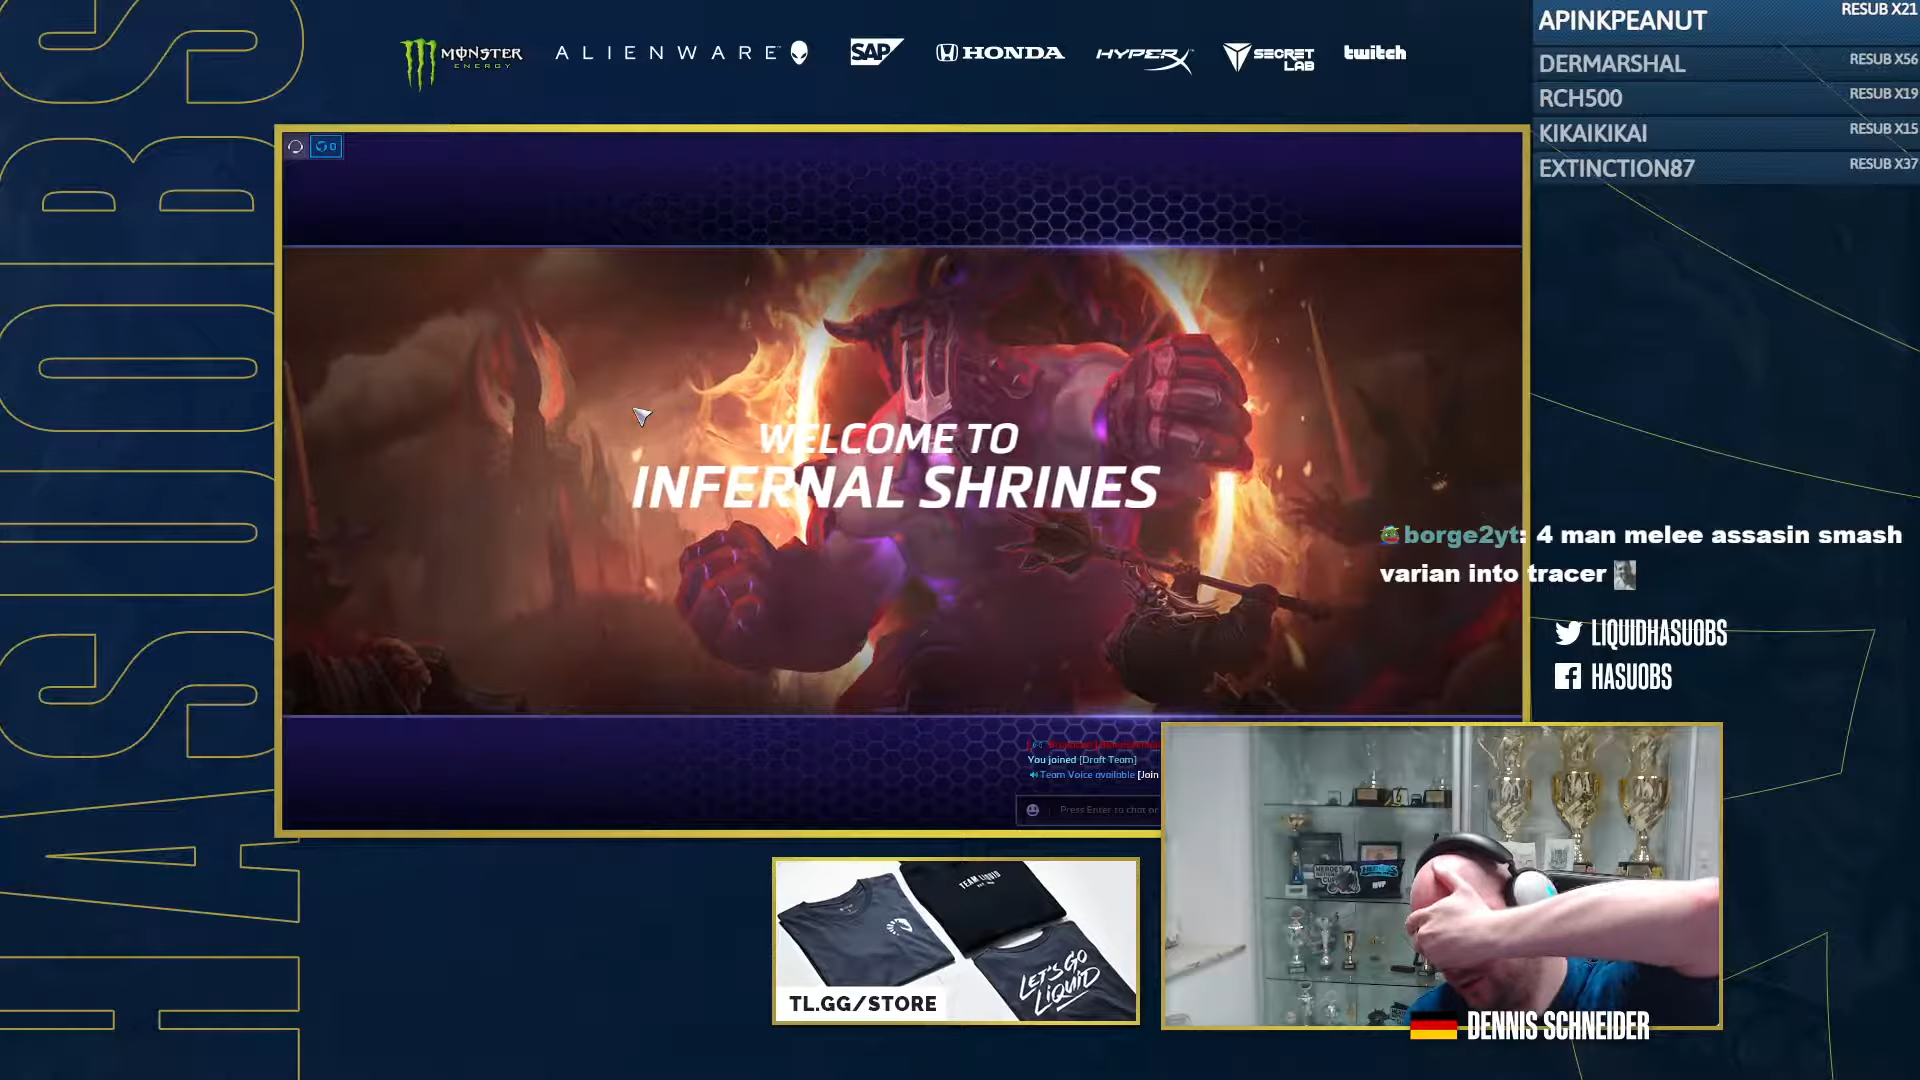 HASUOBS
MONSTER
ENERGY
ALIENWARE
SAP
HONDA
HYPERX
SECRET
LAB
twitch
APINKPEANUT RESUB X21
DERMARSHAL RESUB X56
RCH500 RESUB X19
KIKAIKIKAI RESUB X15
EXTINCTION87 RESUB X37
0
WELCOME TO
INFERNAL SHRINES
borge2yt: 4 man melee assasin smash
varian into tracer
LIQUIDHASUOBS
HASUOBS
You joined [Draft Team]
Team Voice available [Join
Press Enter to chat or
TEAM LIQUID
LET'S GO
LIQUID
TL.GG/STORE
MVP
DENNIS SCHNEIDER